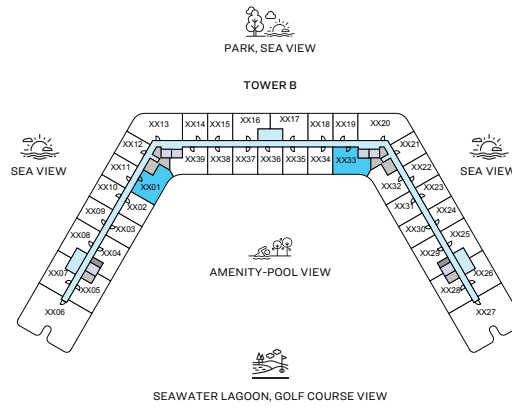 PARK, SEA VIEW
TOWER B
XX13
XX14
XX15
XX16
XX17
XX18
XX19
XX20
XX12
XX21
XX39
XX38
XX37
XX36
XX35
XX34
XX33
XX11
XX22
SEA VIEW
SEA VIEW
XX10
XX01
XX32
XX23
XX09
XX02
XX31
XX24
XX08
XX03
XX30
XX25
XX04
XX29
XX07
XX26
XX05
XX28
XX06
XX27
AMENITY-POOL VIEW
SEAWATER LAGOON, GOLF COURSE VIEW